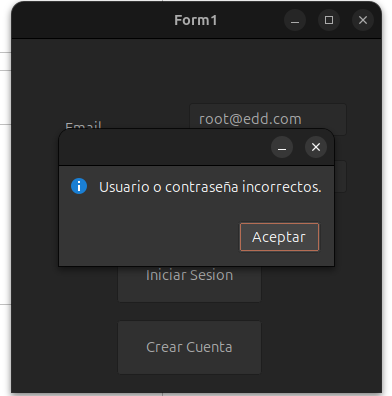 Form1
Email
root@edd.com
Usuario o contraseña incorrectos.
Aceptar
Iniciar Sesion
Crear Cuenta